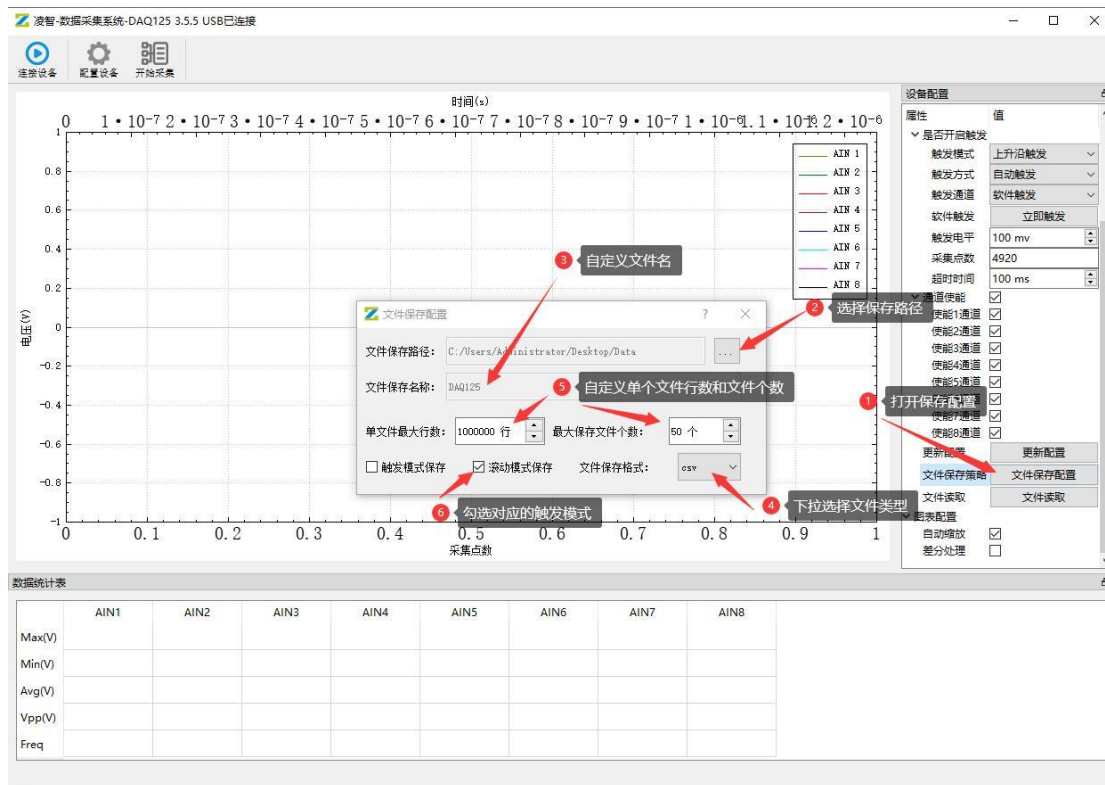 凌智-数据采集系统-DAQ125 3.5.5 USB已连接
连接设备 配置设备 开始采集
时间(s)
0 1•10-7 2•10-7 3•10-7 4•10-7 5•10-7 6•10-7 7•10-7 8•10-7 9•10-7 1•10-6 1.1•10-6 1.2•10-6
电压(V)
1
0.8
0.6
0.4
0.2
0
-0.2
-0.4
-0.6
-0.8
-1
0 0.1 0.2 0.3 0.4 0.5 0.6 0.7 0.8 0.9 1
采集点数
AIN 1
AIN 2
AIN 3
AIN 4
AIN 5
AIN 6
AIN 7
AIN 8
3 自定义文件名
2 选择保存路径
文件保存配置 ?
文件保存路径: C:/Users/Administrator/Desktop/Data ...
文件保存名称: DAQ125
5 自定义单个文件行数和文件个数
单文件最大行数: 1000000 行 最大保存文件个数: 50 个
触发模式保存 滚动模式保存 文件保存格式: csv
6 勾选对应的触发模式
4 下拉选择文件类型
1 打开保存配置
设备配置
属性 值
是否开启触发
触发模式 上升沿触发
触发方式 自动触发
触发通道 软件触发
软件触发 立即触发
触发电平 100 mv
采集点数 4920
超时时间 100 ms
通道使能
使能1通道
使能2通道
使能3通道
使能4通道
使能5通道
使能7通道
使能8通道
更新配置 更新配置
文件保存策略 文件保存配置
文件读取 文件读取
图表配置
自动缩放
差分处理
数据统计表
AIN1 AIN2 AIN3 AIN4 AIN5 AIN6 AIN7 AIN8
Max(V)
Min(V)
Avg(V)
Vpp(V)
Freq